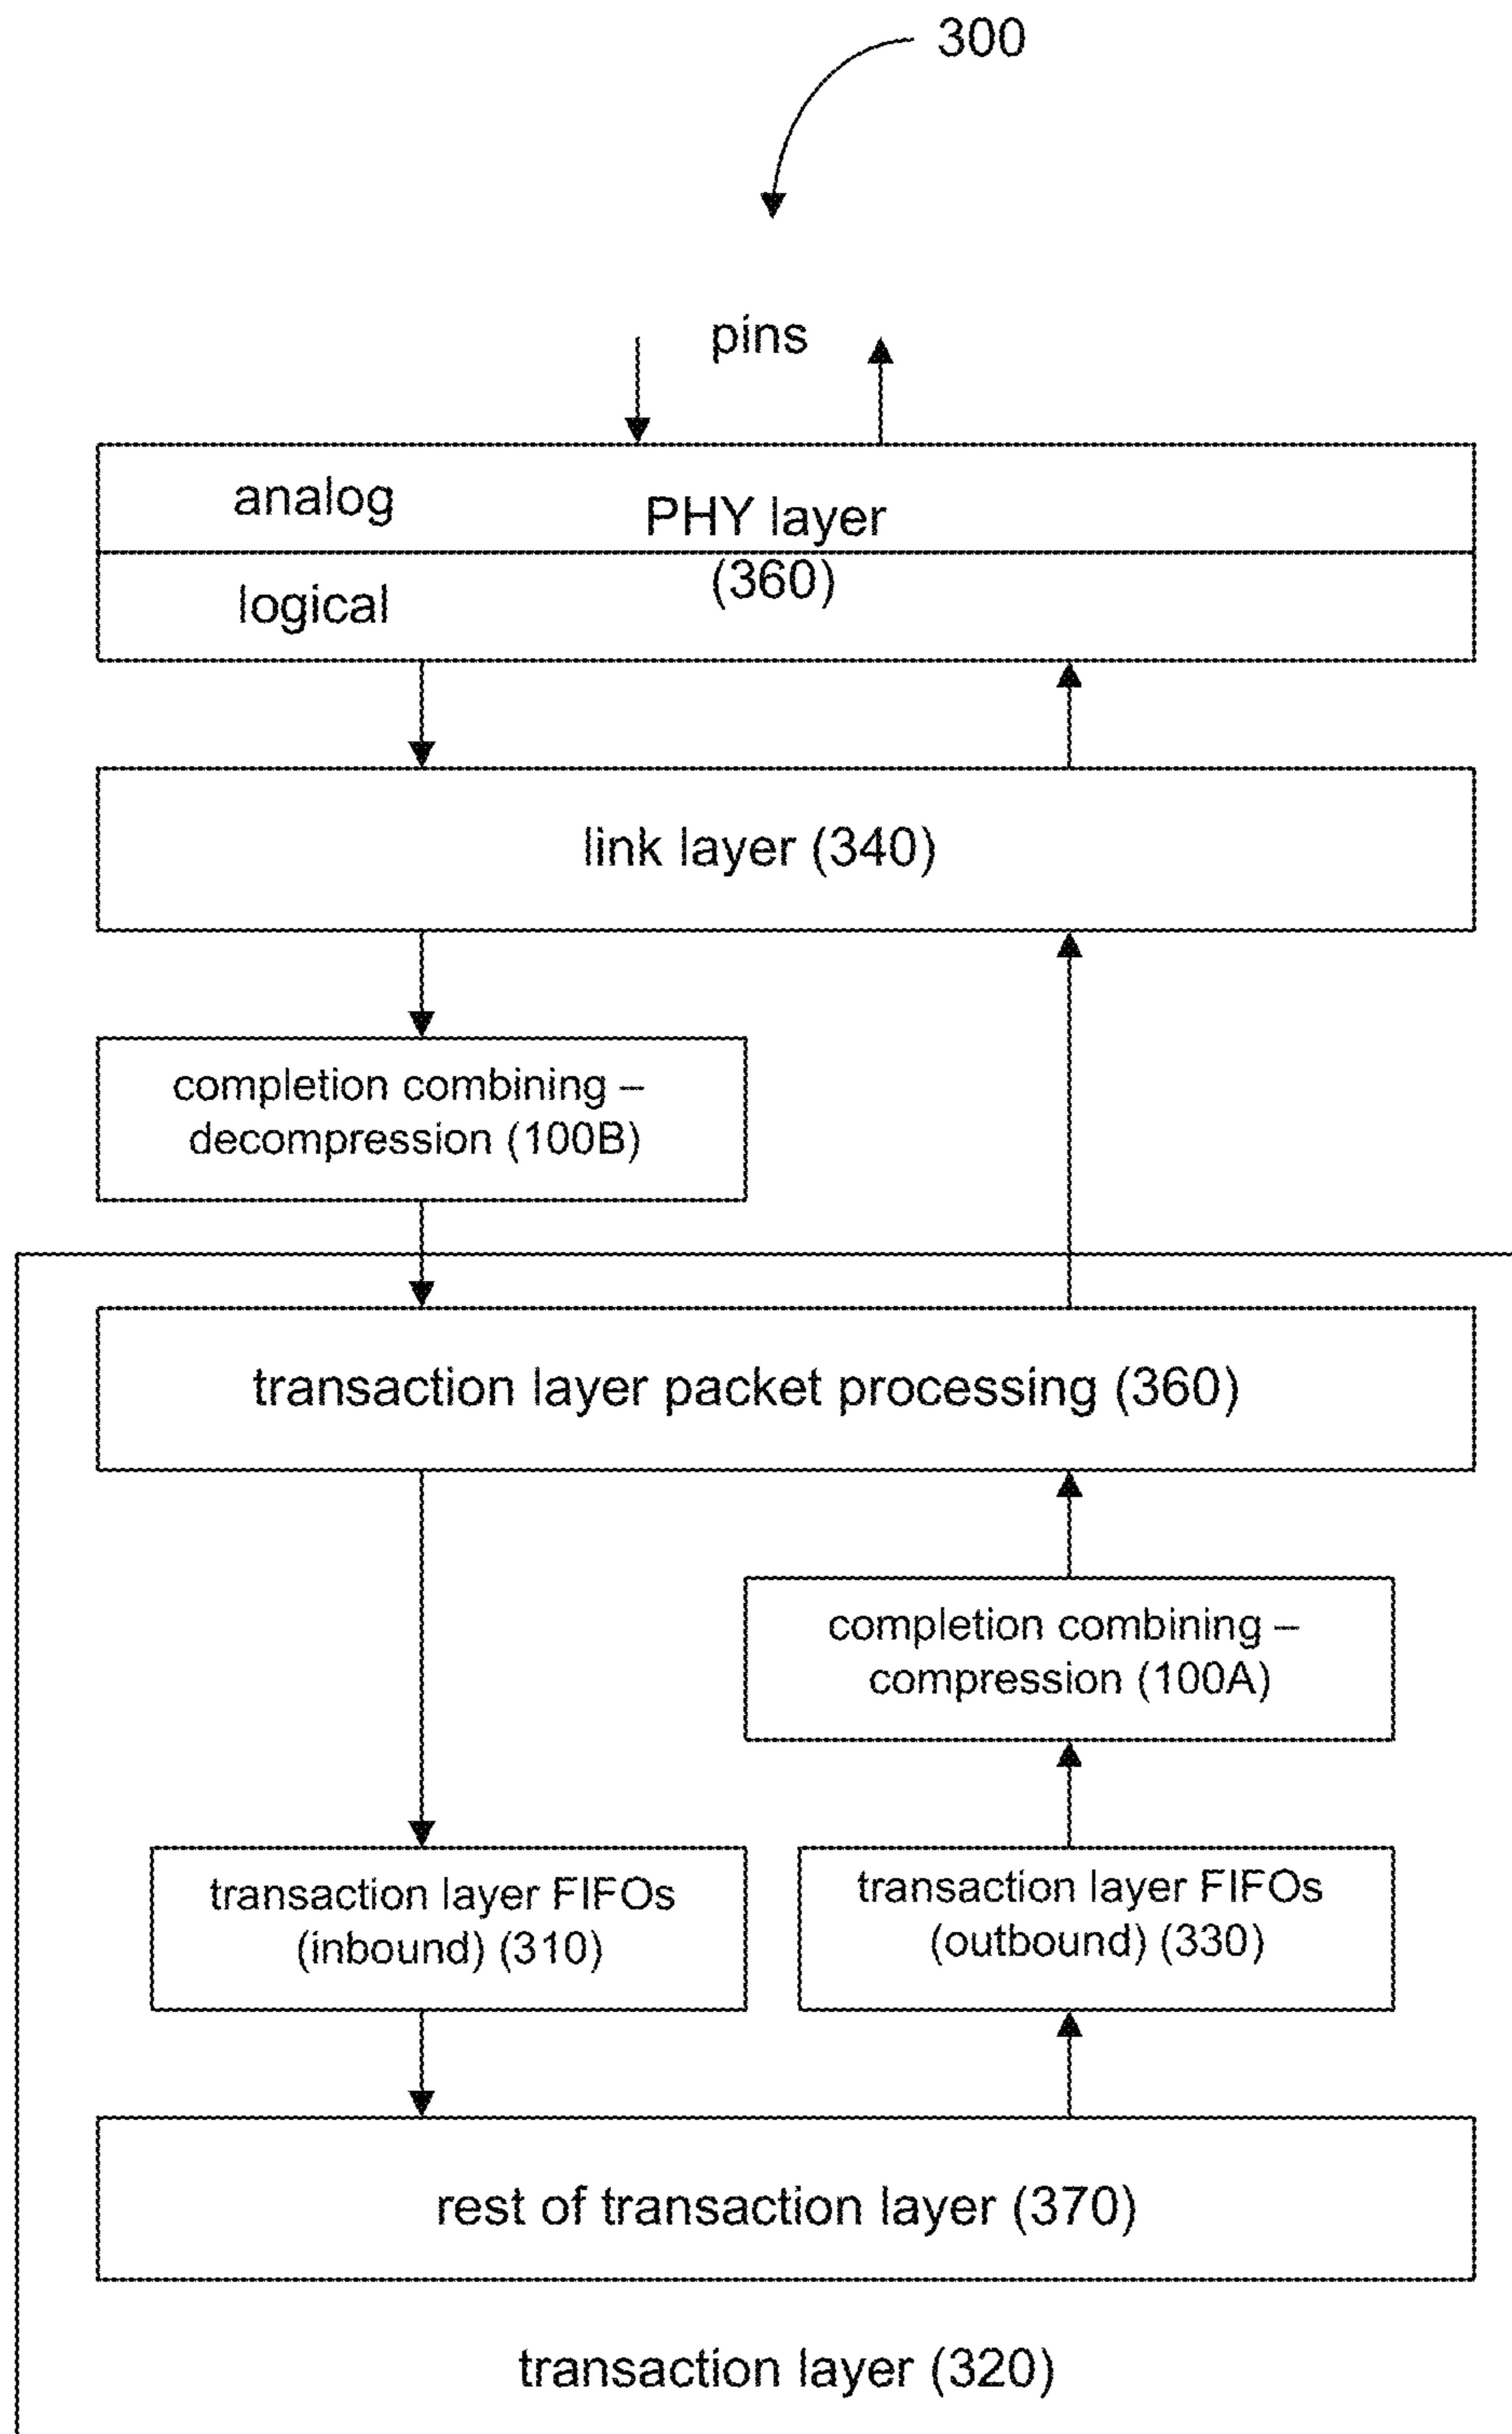 300
pins
analog
PHY layer
(360)
logical
link layer (340)
completion combining –
decompression (100B)
transaction layer packet processing (360)
completion combining –
compression (100A)
transaction layer FIFOs
(inbound) (310)
transaction layer FIFOs
(outbound) (330)
rest of transaction layer (370)
transaction layer (320)